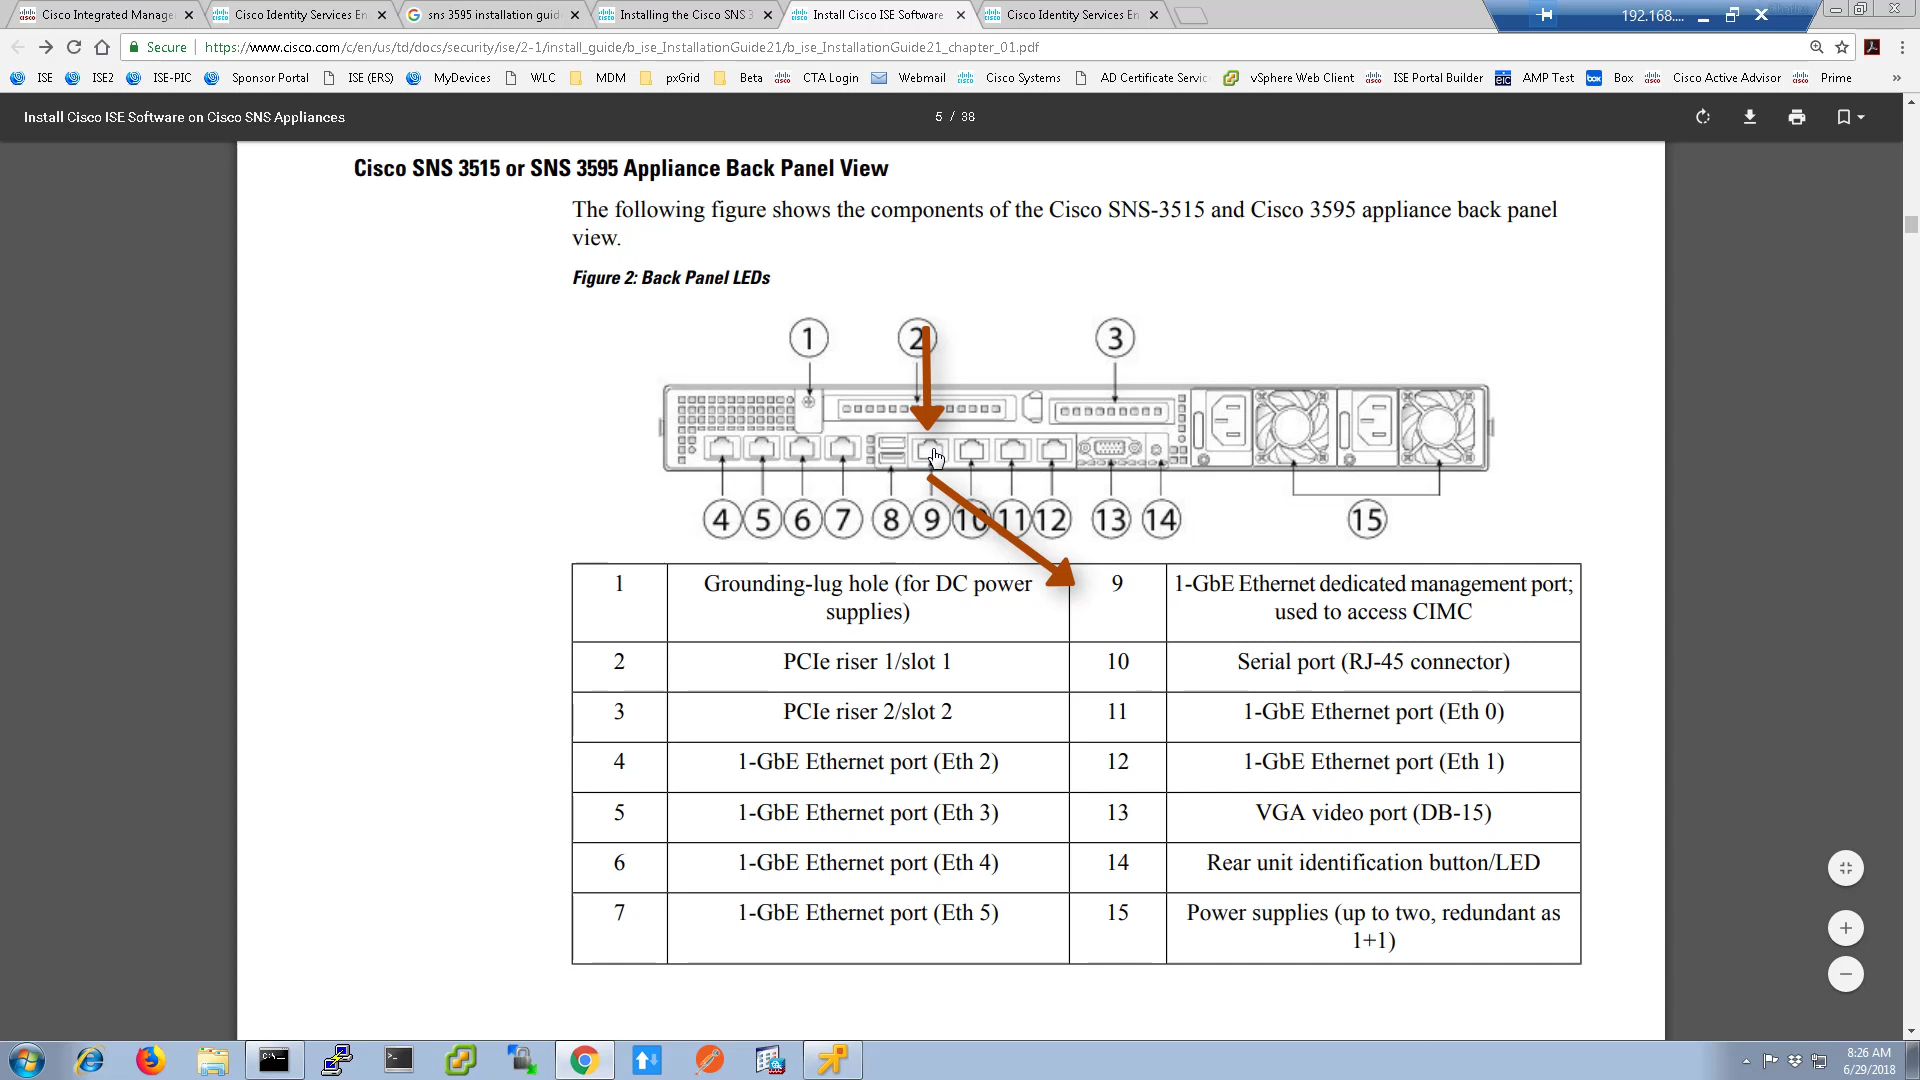 Cisco Integrated Manage
Cisco Identity Services En
sns 3595 installation guid
Installing the Cisco SNS 3
Install Cisco ISE Software
Cisco Identity Services En
192.168....
Secure
https://www.cisco.com/c/en/us/td/docs/security/ise/2-1/install_guide/b_ise_InstallationGuide21/b_ise_InstallationGuide21_chapter_01.pdf
ISE ISE2 ISE-PIC Sponsor Portal ISE (ERS) MyDevices WLC MDM pxGrid Beta CTA Login Webmail Cisco Systems AD Certificate Servic vSphere Web Client ISE Portal Builder AMP Test Box Cisco Active Advisor Prime »
Install Cisco ISE Software on Cisco SNS Appliances
5 / 38
Cisco SNS 3515 or SNS 3595 Appliance Back Panel View
The following figure shows the components of the Cisco SNS-3515 and Cisco 3595 appliance back panel
view.
Figure 2: Back Panel LEDs
1 2 3
4 5 6 7 8 9 10 11 12 13 14 15
1 Grounding-lug hole (for DC power
supplies)
9 1-GbE Ethernet dedicated management port;
used to access CIMC
2 PCIe riser 1/slot 1 10 Serial port (RJ-45 connector)
3 PCIe riser 2/slot 2 11 1-GbE Ethernet port (Eth 0)
4 1-GbE Ethernet port (Eth 2) 12 1-GbE Ethernet port (Eth 1)
5 1-GbE Ethernet port (Eth 3) 13 VGA video port (DB-15)
6 1-GbE Ethernet port (Eth 4) 14 Rear unit identification button/LED
7 1-GbE Ethernet port (Eth 5) 15 Power supplies (up to two, redundant as
1+1)
8:26 AM
6/29/2018